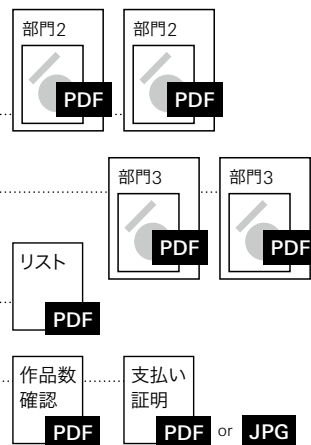 部門2 部門2
PDF PDF
部門3 部門3
PDF PDF
リスト
PDF
作品数 支払い
確認 証明
PDF PDF or JPG